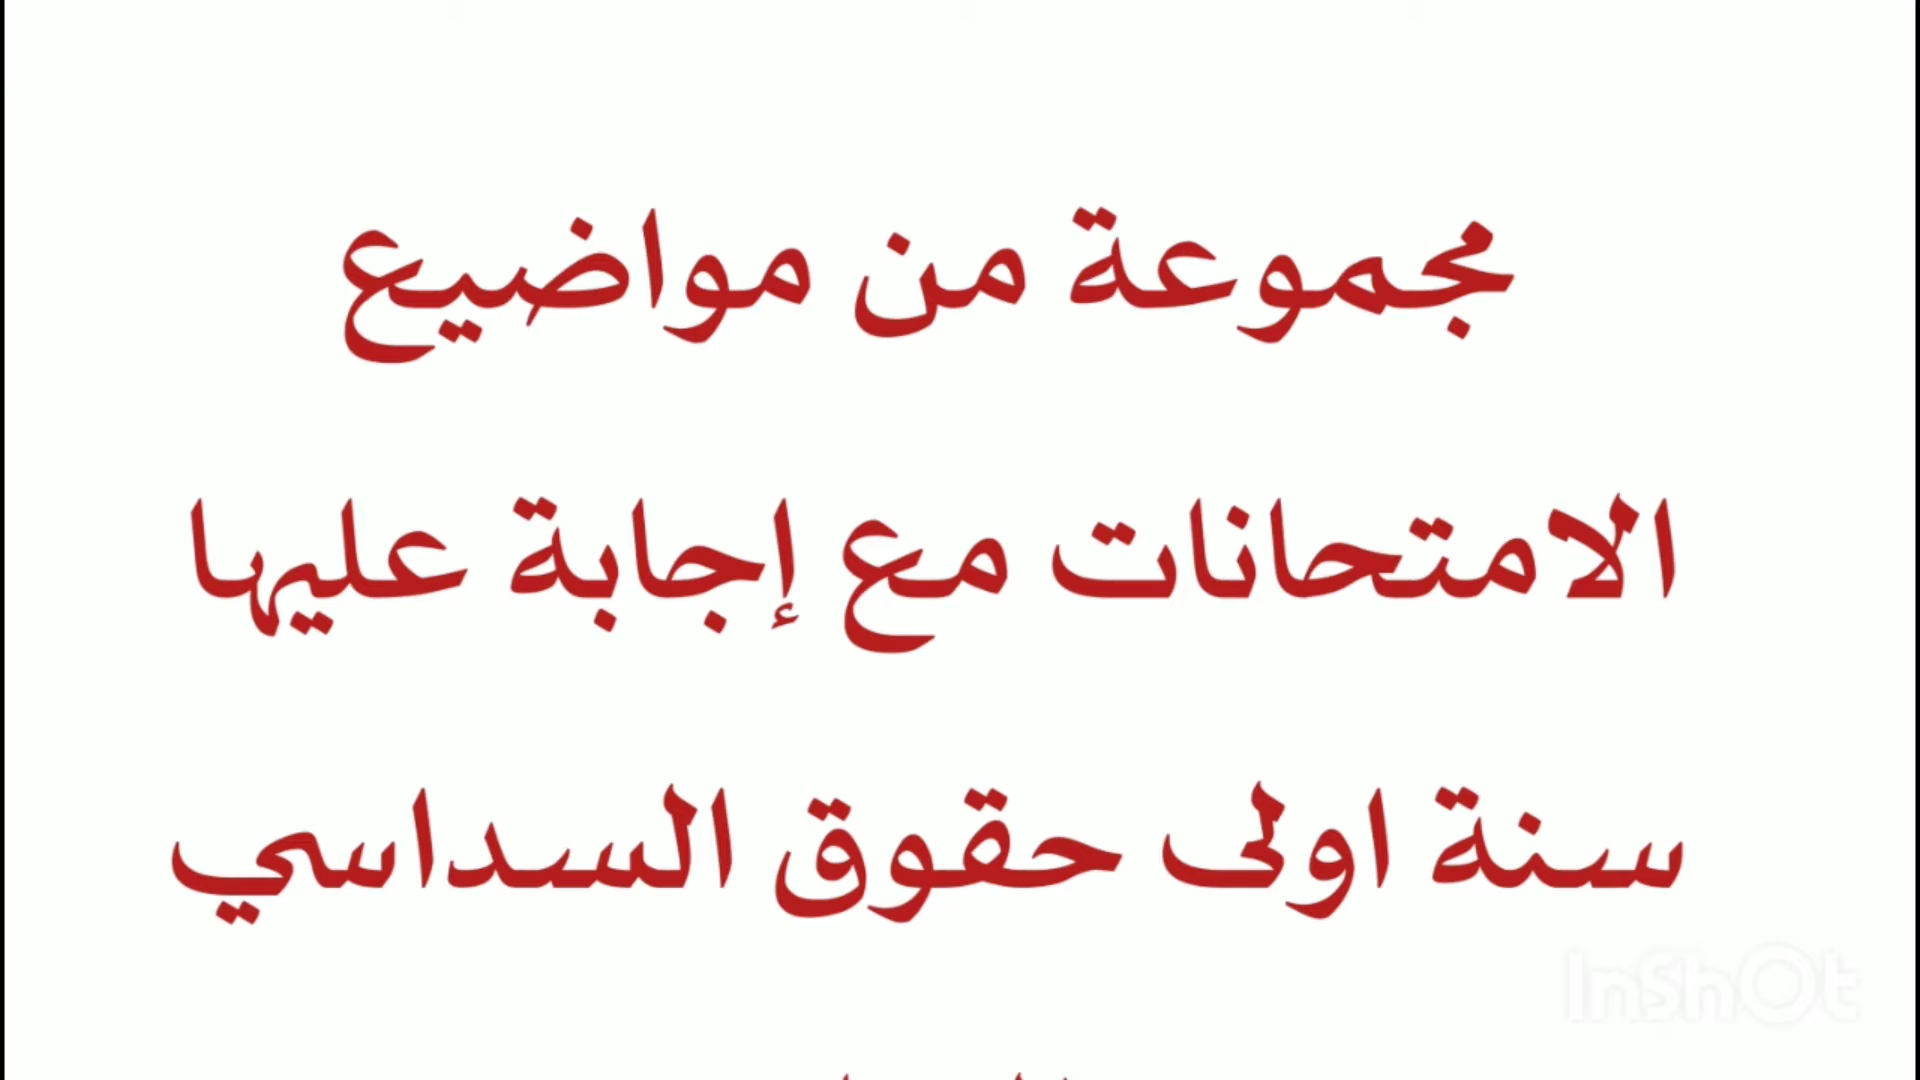 مجموعة من مواضيع
الامتحانات مع إجابة عليها
سنة اولى حقوق السداسي
InShOt